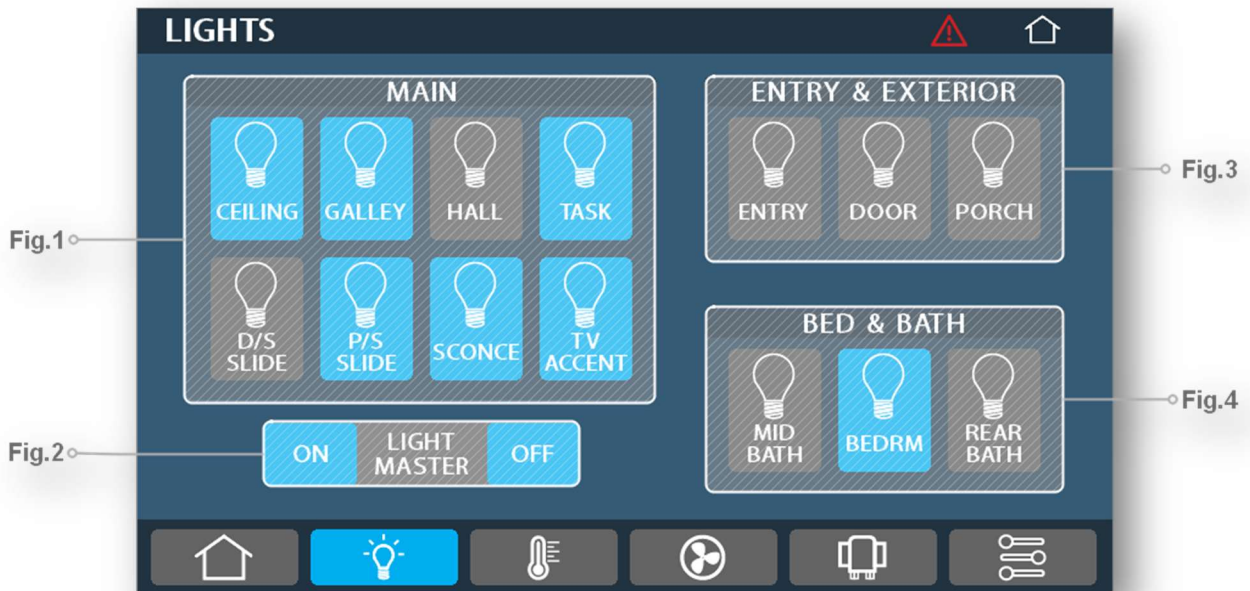 LIGHTS
MAIN
CEILING GALLEY HALL TASK
D/S SLIDE
P/S SLIDE
SCONCE
TV ACCENT
ON LIGHT MASTER OFF
ENTRY & EXTERIOR
ENTRY DOOR PORCH
BED & BATH
MID BATH
BEDRM
REAR BATH
Fig.1
Fig.2
Fig.3
Fig.4